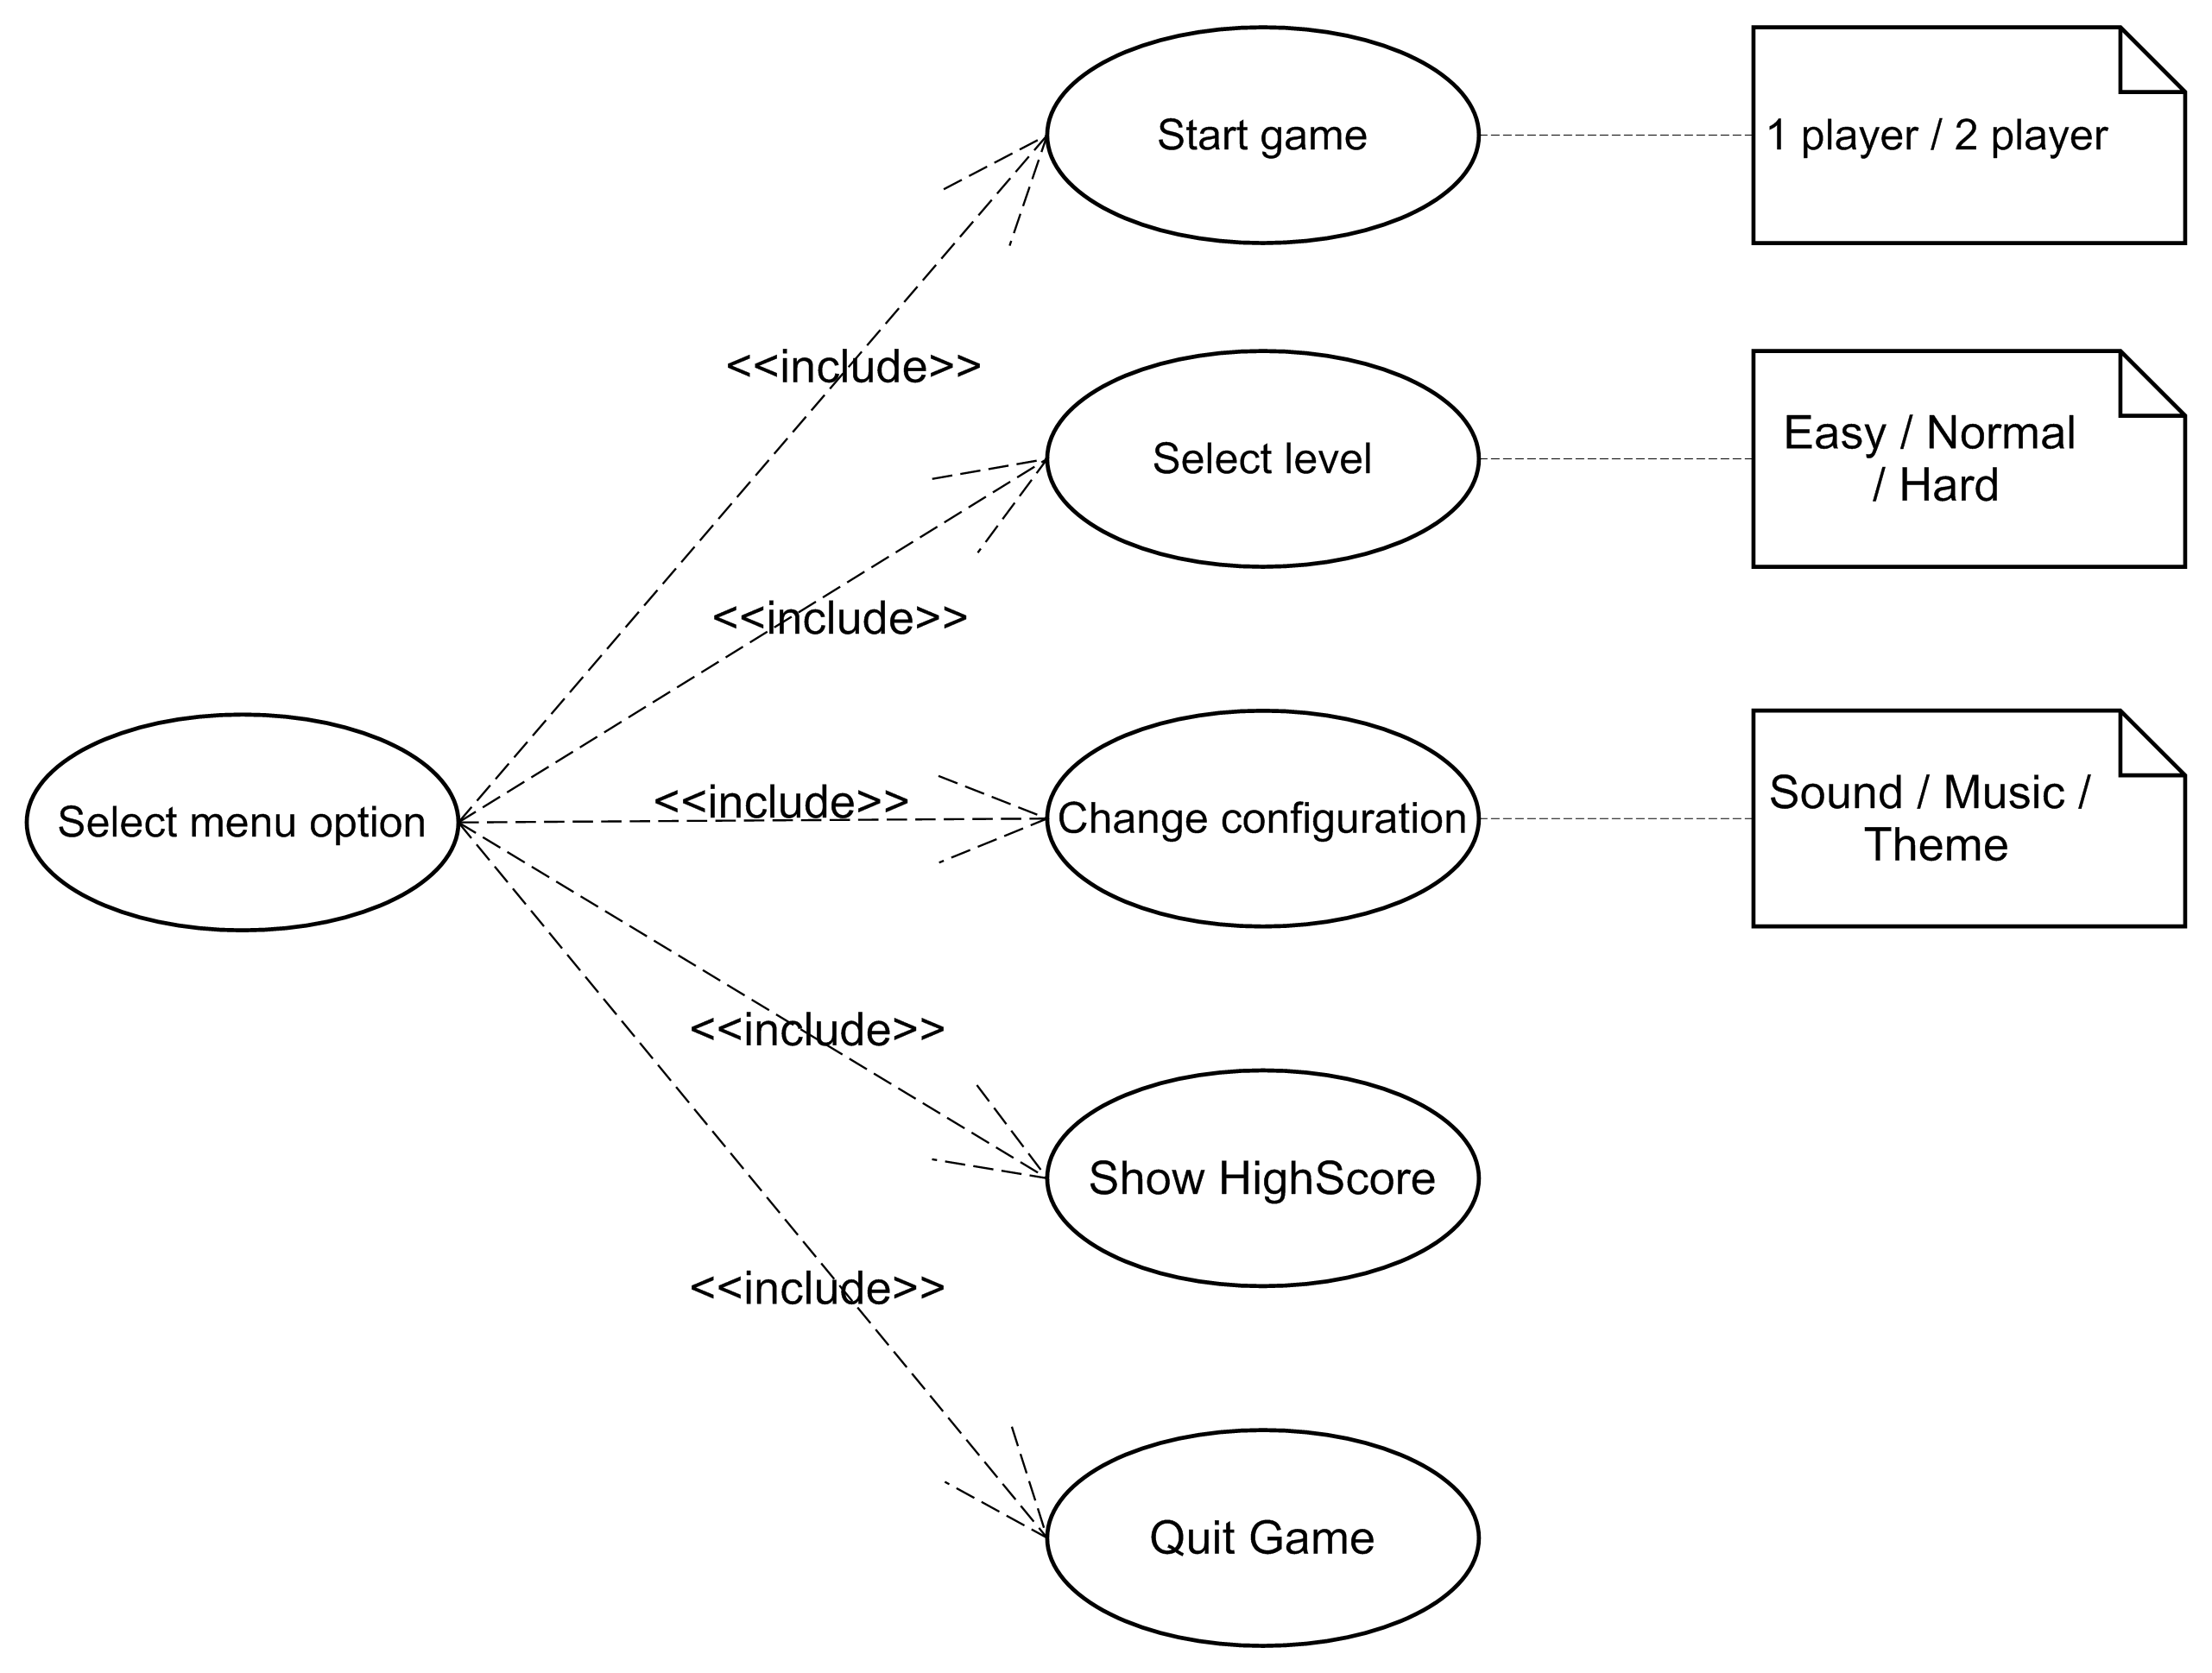 Start game
1 player / 2 player
<<include>>
Select level
Easy / Normal
/ Hard
<<include>>
Select menu option
<<include>>
Change configuration
Sound / Music /
Theme
<<include>>
Show HighScore
<<include>>
Quit Game